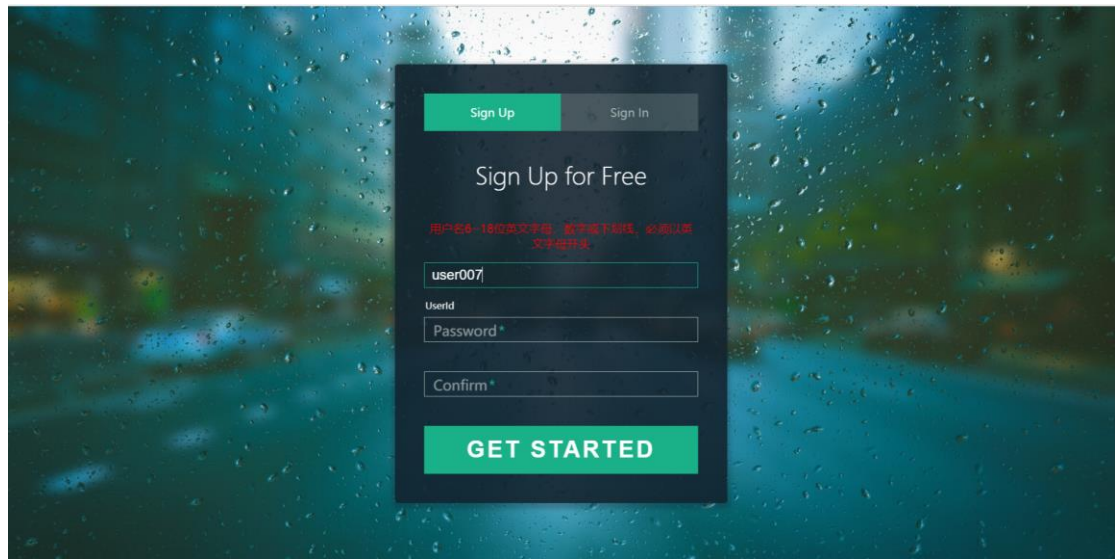 Sign Up
Sign In
Sign Up for Free
用户名6--18位英文字母、数字或下划线，必须以英
文字母开头
user007
UserId
Password*
Confirm*
GET STARTED